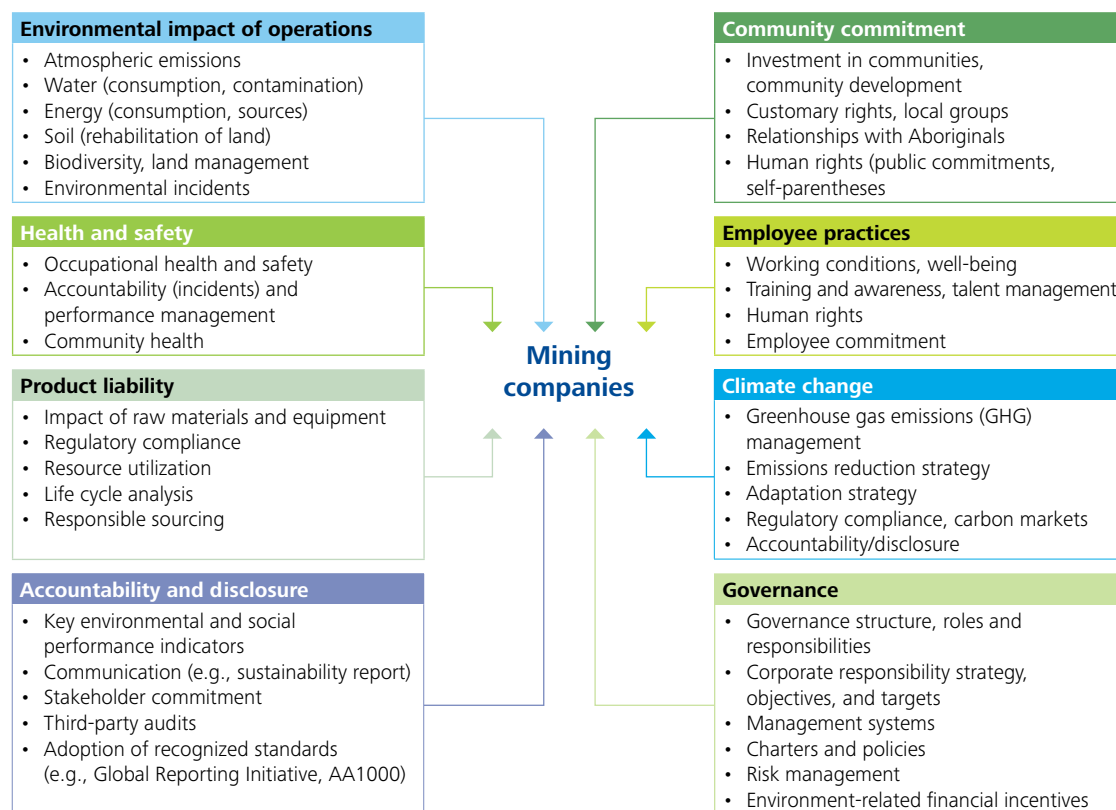 Environmental impact of operations
• Atmospheric emissions
• Water (consumption, contamination)
• Energy (consumption, sources)
• Soil (rehabilitation of land)
• Biodiversity, land management
• Environmental incidents
Health and safety
• Occupational health and safety
• Accountability (incidents) and
performance management
• Community health
Product liability
• Impact of raw materials and equipment
• Regulatory compliance
• Resource utilization
• Life cycle analysis
• Responsible sourcing
Accountability and disclosure
• Key environmental and social
performance indicators
• Communication (e.g., sustainability report)
• Stakeholder commitment
• Third-party audits
• Adoption of recognized standards
(e.g., Global Reporting Initiative, AA1000)
Mining
companies
Community commitment
• Investment in communities,
community development
• Customary rights, local groups
• Relationships with Aboriginals
• Human rights (public commitments,
self-parentheses
Employee practices
• Working conditions, well-being
• Training and awareness, talent management
• Human rights
• Employee commitment
Climate change
• Greenhouse gas emissions (GHG)
management
• Emissions reduction strategy
• Adaptation strategy
• Regulatory compliance, carbon markets
• Accountability/disclosure
Governance
• Governance structure, roles and
responsibilities
• Corporate responsibility strategy,
objectives, and targets
• Management systems
• Charters and policies
• Risk management
• Environment-related financial incentives